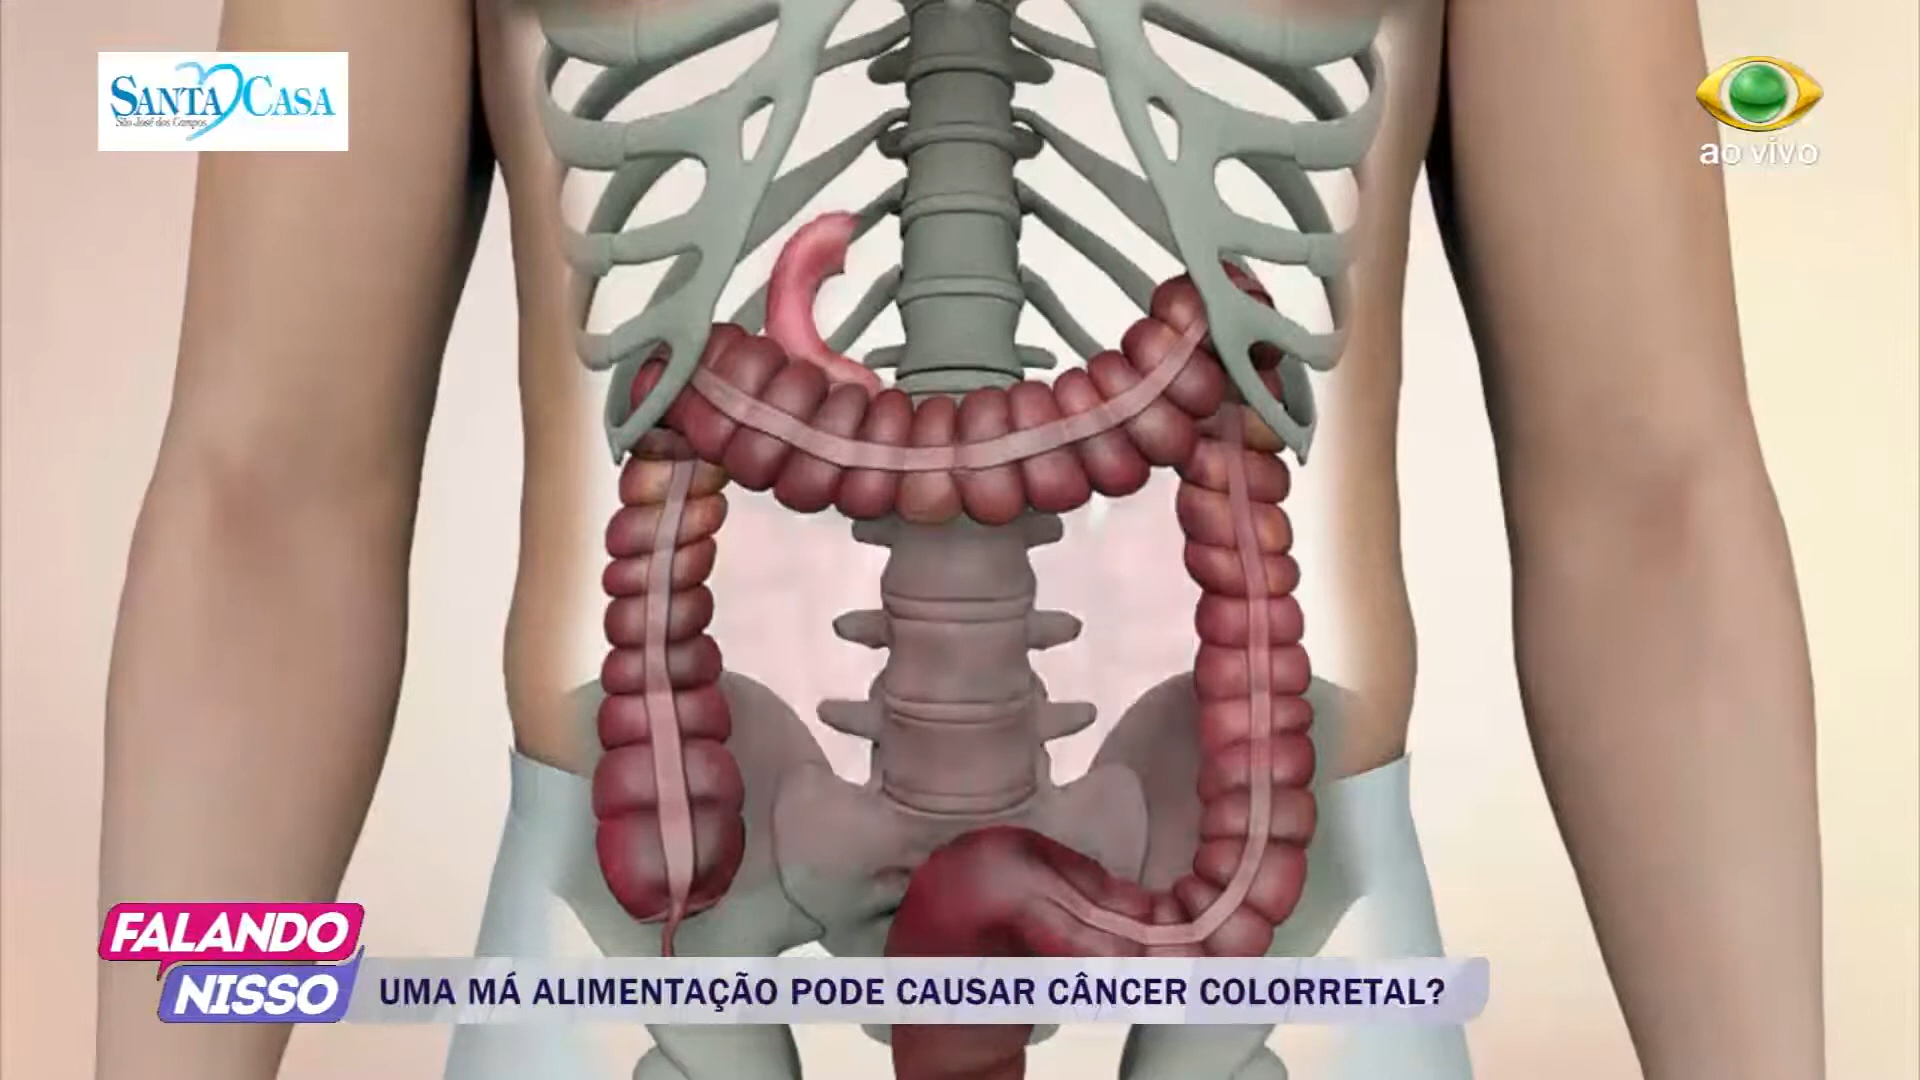 SANTA CASA
São José dos Campos
ao vivo
FALANDO
NISSO
UMA MÁ ALIMENTAÇÃO PODE CAUSAR CÂNCER COLORRETAL?